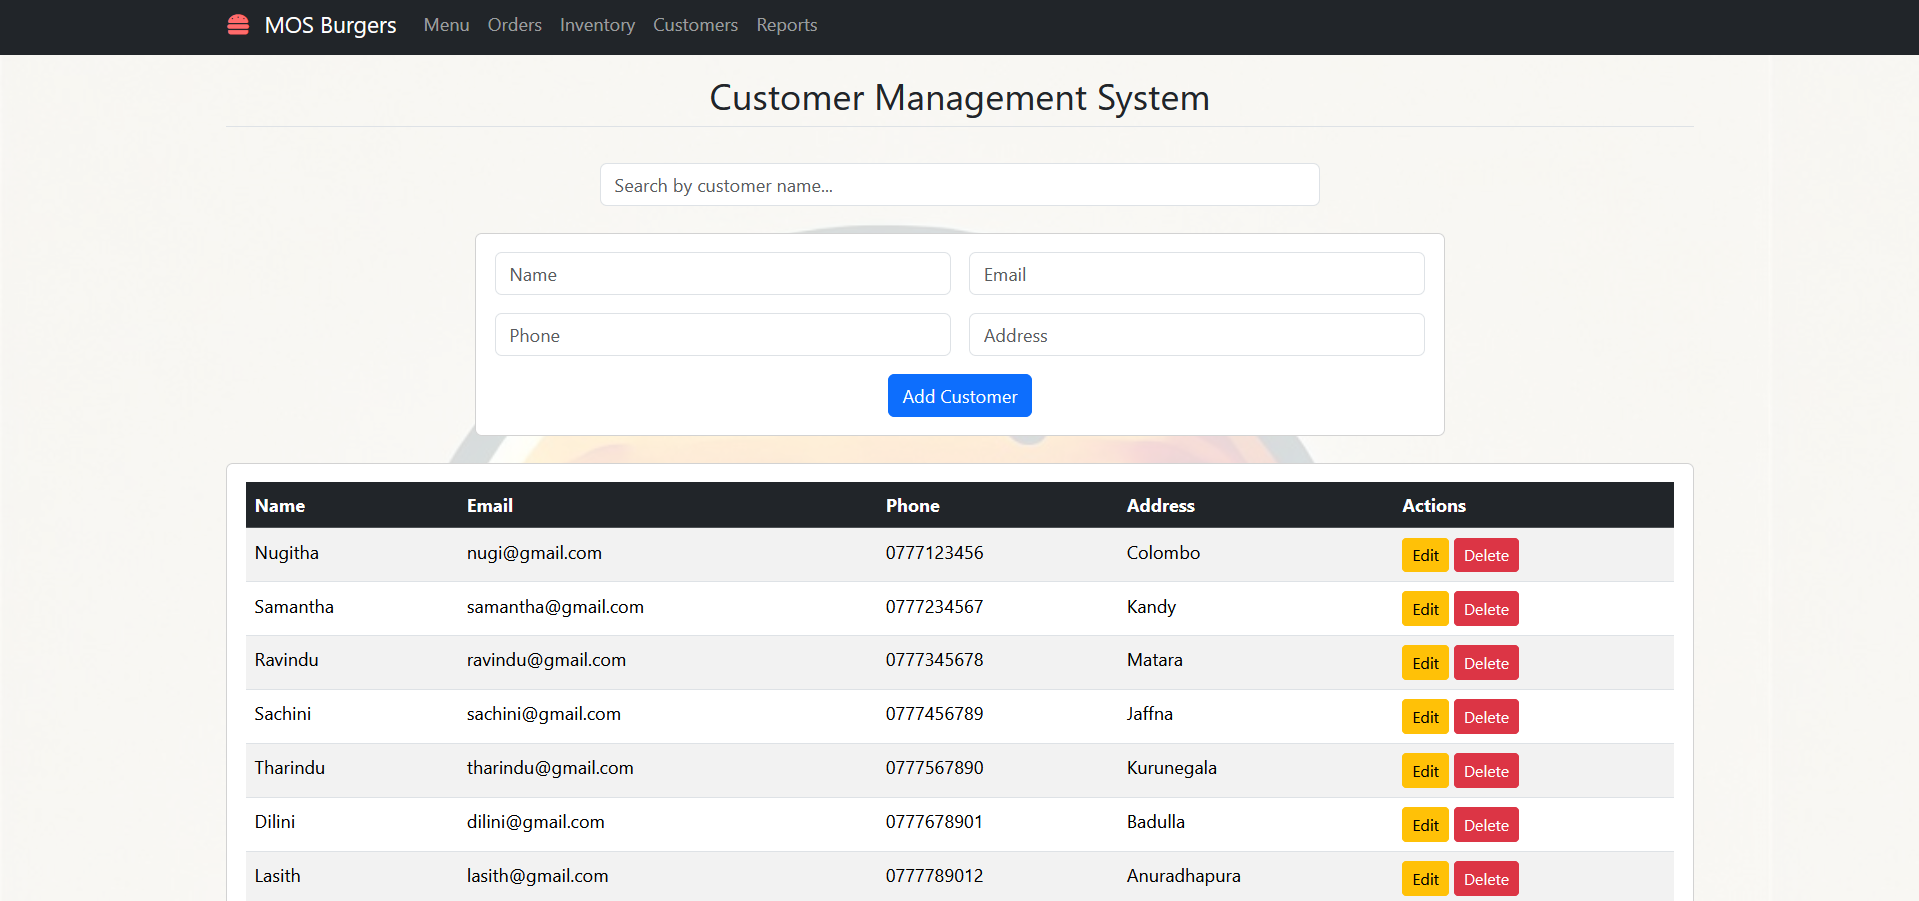 MOS Burgers Menu Orders Inventory Customers Reports
Customer Management System
Search by customer name...
Name Email
Phone Address
Add Customer
Name Email Phone Address Actions
Nugitha nugi@gmail.com 0777123456 Colombo Edit Delete
Samantha samantha@gmail.com 0777234567 Kandy Edit Delete
Ravindu ravindu@gmail.com 0777345678 Matara Edit Delete
Sachini sachini@gmail.com 0777456789 Jaffna Edit Delete
Tharindu tharindu@gmail.com 0777567890 Kurunegala Edit Delete
Dilini dilini@gmail.com 0777678901 Badulla Edit Delete
Lasith lasith@gmail.com 0777789012 Anuradhapura Edit Delete